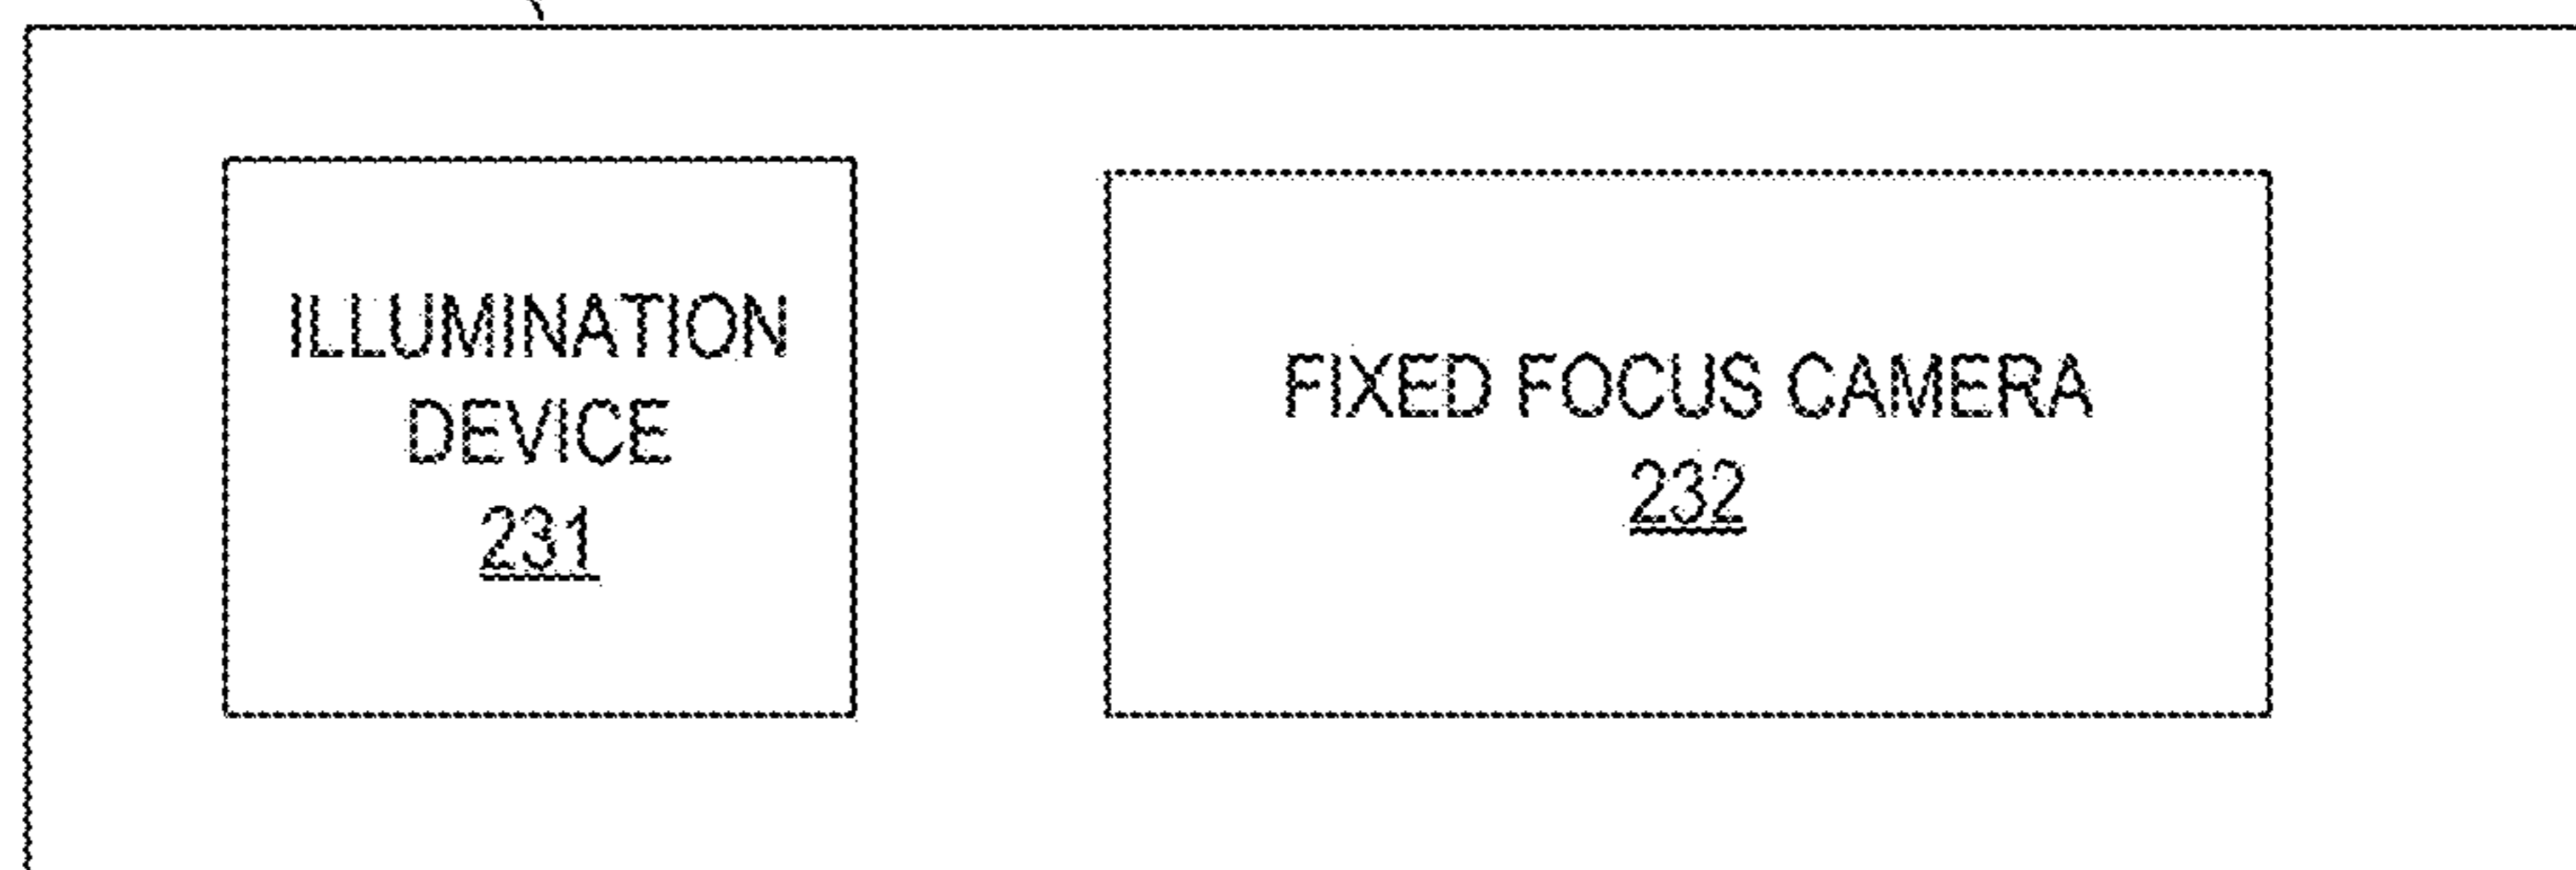 ILLUMINATION
DEVICE
231
FIXED FOCUS CAMERA
232